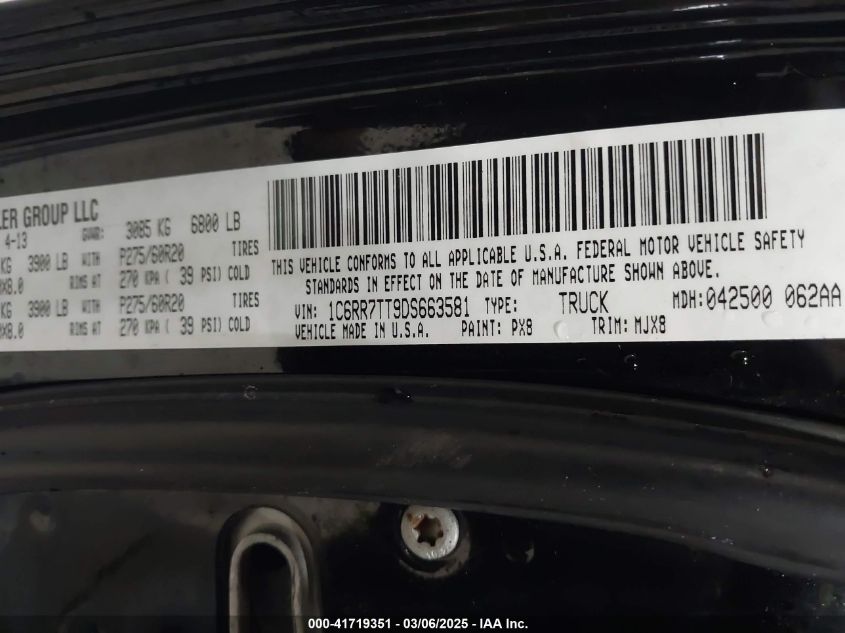 LER GROUP LLC
4-13 GVWR: 3085 KG 6800 LB
KG 3900 LB WITH P275/60R20 TIRES
0X8.0 RIMS AT 270 KPA ( 39 PSI) COLD
KG 3900 LB WITH P275/60R20 TIRES
0X8.0 RIMS AT 270 KPA ( 39 PSI) COLD
THIS VEHICLE CONFORMS TO ALL APPLICABLE U.S.A. FEDERAL MOTOR VEHICLE SAFETY
STANDARDS IN EFFECT ON THE DATE OF MANUFACTURE SHOWN ABOVE.
VIN: 1C6RR7TT9DS663581 TYPE: TRUCK MDH: 042500 062AA
VEHICLE MADE IN U.S.A. PAINT: PX8 TRIM: MJX8
000-41719351 | 03/06/2025 - IAA Inc.